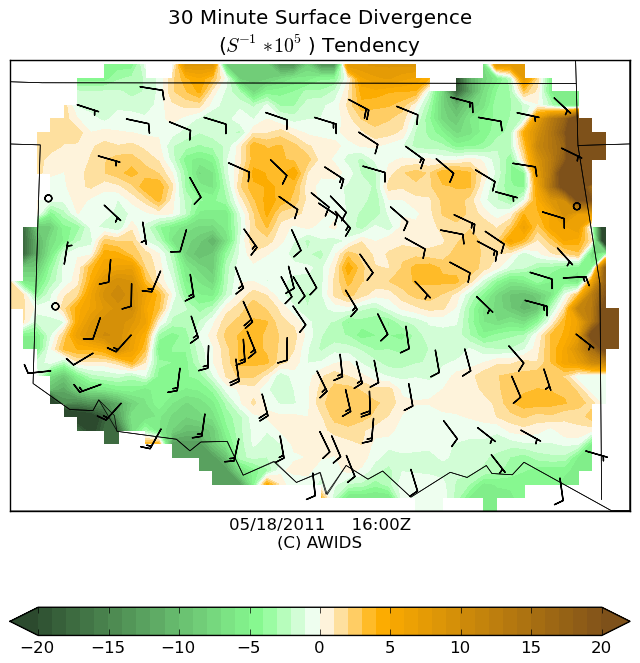 30 Minute Surface Divergence
(S⁻¹ ∗ 10⁵ ) Tendency
05/18/2011 16:00Z
(C) AWIDS
−20 −15 −10 −5 0 5 10 15 20